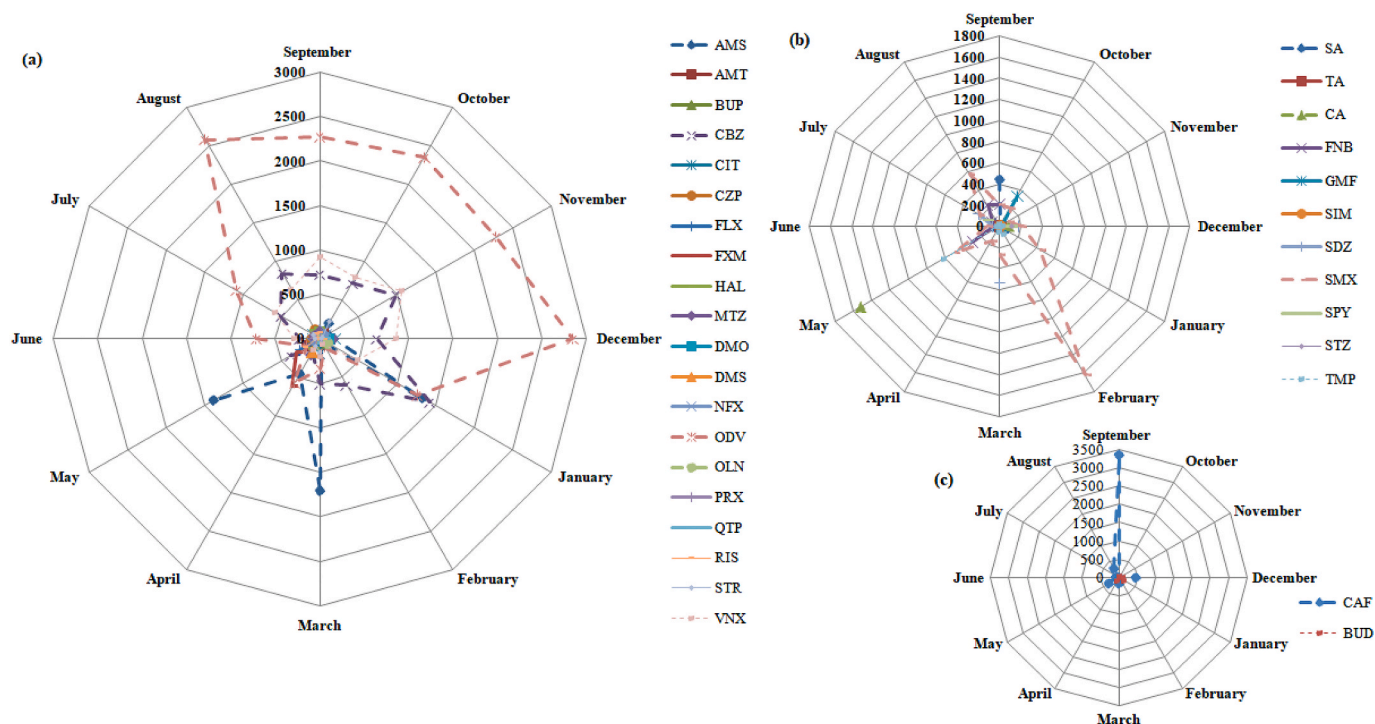 (a)
September
October
November
December
January
February
March
April
May
June
July
August
3000
2500
2000
1500
1000
500
0
AMS
AMT
BUP
CBZ
CIT
CZP
FLX
FXM
HAL
MTZ
DMO
DMS
NFX
ODV
OLN
PRX
QTP
RIS
STR
VNX
(b)
September
October
November
December
January
February
March
April
May
June
July
August
1800
1600
1400
1200
1000
800
600
400
200
0
SA
TA
CA
FNB
GMF
SIM
SDZ
SMX
SPY
STZ
TMP
(c)
September
October
November
December
January
February
March
April
May
June
July
August
3500
3000
2500
2000
1500
1000
500
0
CAF
BUD